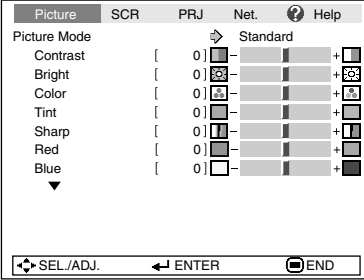 Picture SCR PRJ Net. ? Help
Picture Mode Standard
Contrast [ 0 ] - +
Bright [ 0 ] - +
Color [ 0 ] - +
Tint [ 0 ] - +
Sharp [ 0 ] - +
Red [ 0 ] - +
Blue [ 0 ] - +
SEL./ADJ. ENTER END